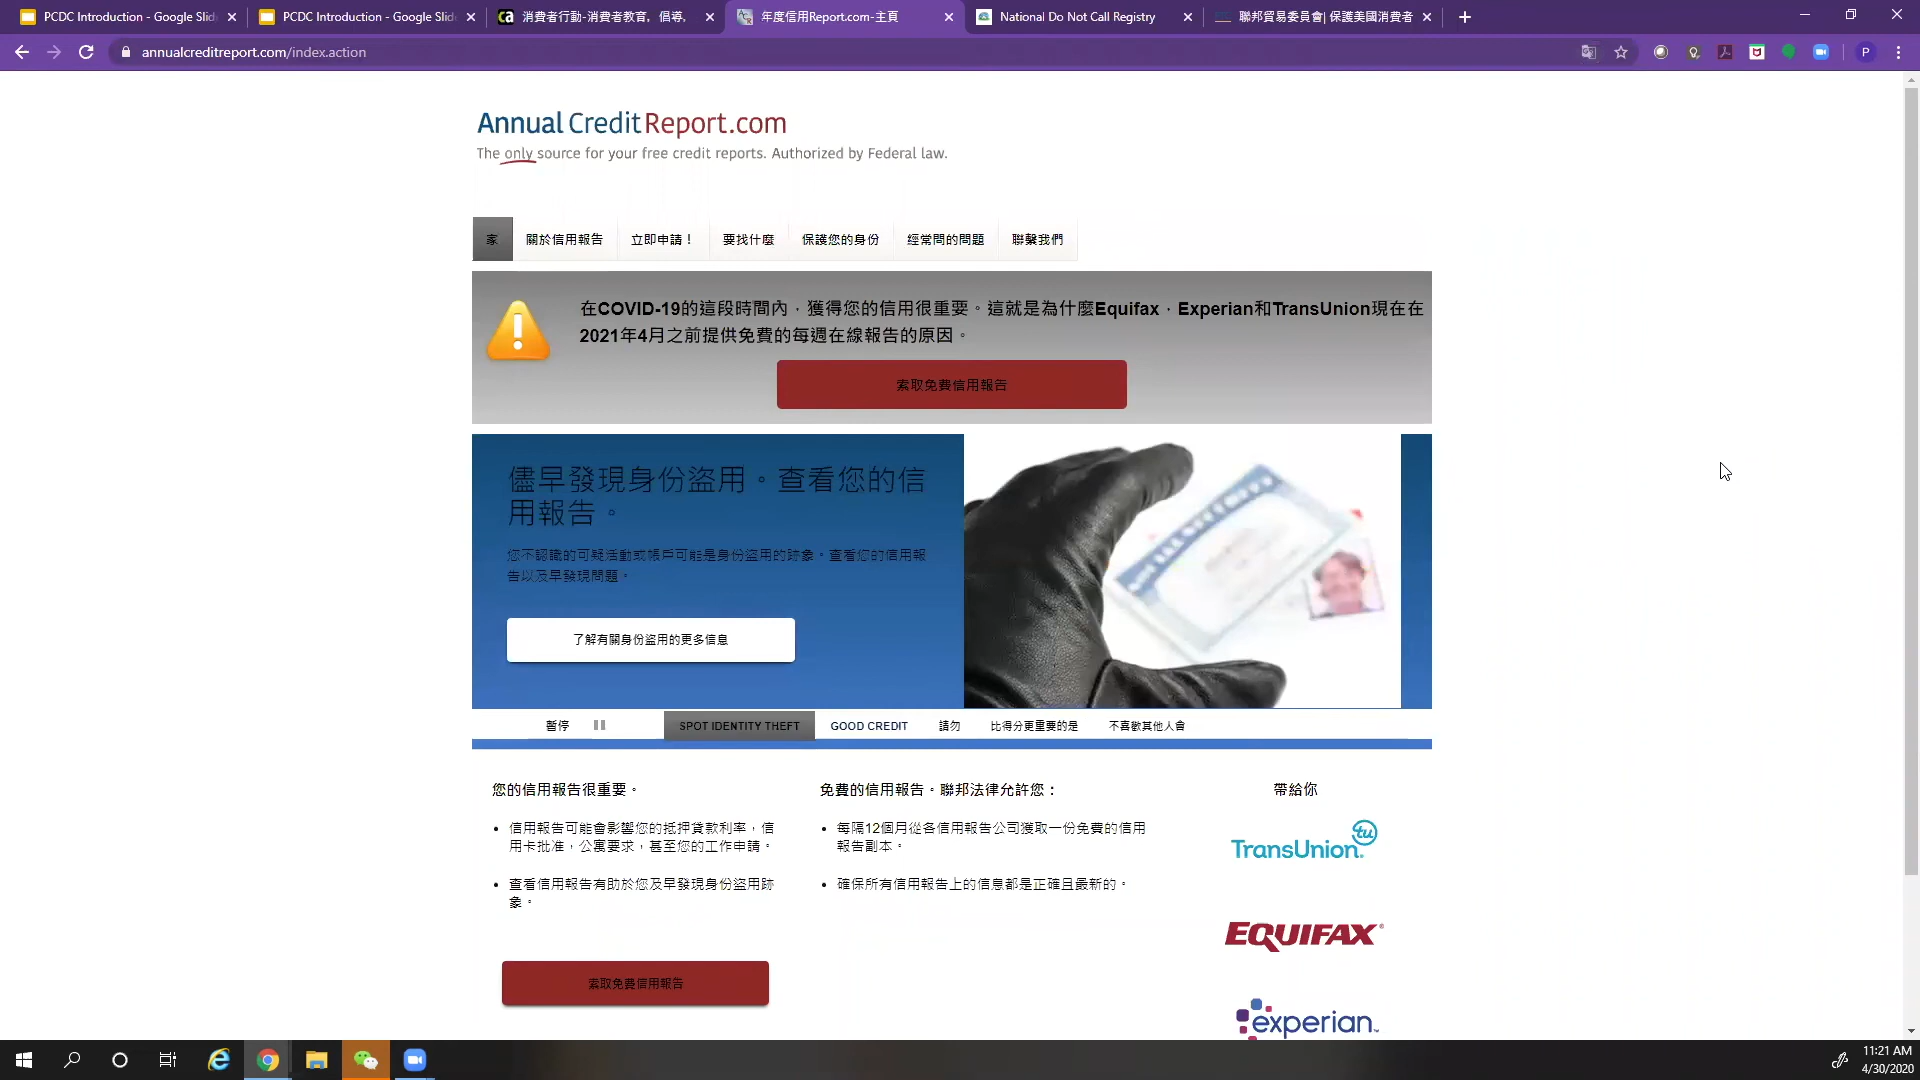 PCDC Introduction - Google Slid
PCDC Introduction - Google Slid
消費者行動-消費者教育，倡導，
年度信用Report.com-主頁
National Do Not Call Registry
聯邦貿易委員會| 保護美國消費者
annualcreditreport.com/index.action
P
AnnualCreditReport.com
The only source for your free credit reports. Authorized by Federal law.
家
關於信用報告
立即申請！
要找什麼
保護您的身份
經常問的問題
聯繫我們
在COVID-19的這段時間內，獲得您的信用很重要。這就是為什麼Equifax，Experian和TransUnion現在在
2021年4月之前提供免費的每週在線報告的原因。
索取免費信用報告
儘早發現身份盜用。查看您的信
用報告。
您不認識的可疑活動或帳戶可能是身份盜用的跡象。查看您的信用報
告以及早發現問題。
了解有關身份盜用的更多信息
暫停
SPOT IDENTITY THEFT
GOOD CREDIT
請勿
比得分更重要的是
不喜歡其他人會
您的信用報告很重要。
信用報告可能會影響您的抵押貸款利率，信
用卡批准，公寓要求，甚至您的工作申請。
查看信用報告有助於您及早發現身份盜用跡
象。
索取免費信用報告
免費的信用報告。聯邦法律允許您：
每隔12個月從各信用報告公司獲取一份免費的信用
報告副本。
確保所有信用報告上的信息都是正確且最新的。
帶給你
TransUnion
tu
EQUIFAX
experian
11:21 AM
4/30/2020